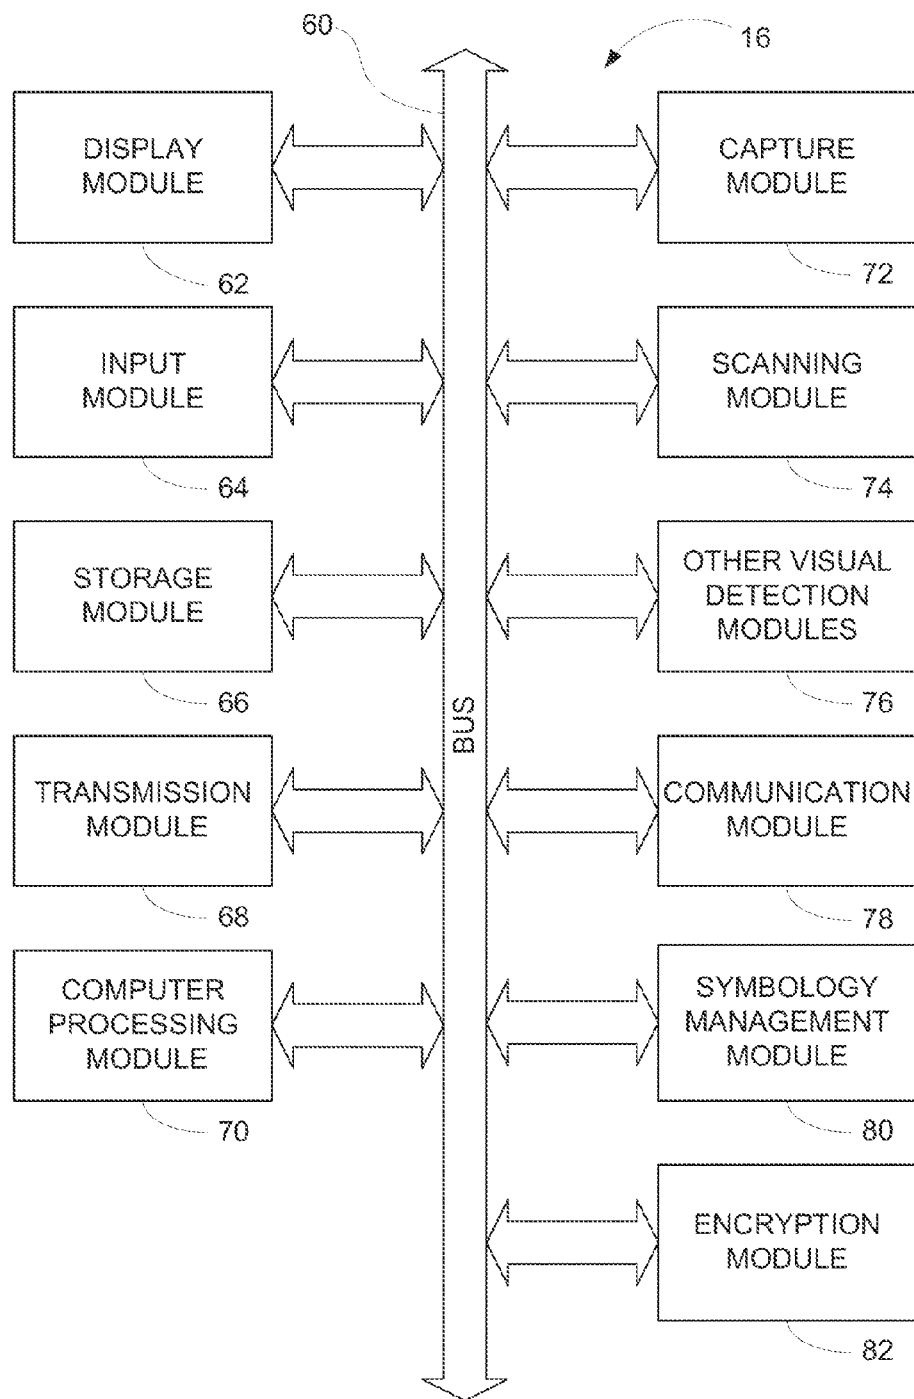 60
16
DISPLAY
MODULE
62
CAPTURE
MODULE
72
INPUT
MODULE
64
SCANNING
MODULE
74
STORAGE
MODULE
66
OTHER VISUAL
DETECTION
MODULES
76
BUS
TRANSMISSION
MODULE
68
COMMUNICATION
MODULE
78
COMPUTER
PROCESSING
MODULE
70
SYMBOLOGY
MANAGEMENT
MODULE
80
ENCRYPTION
MODULE
82